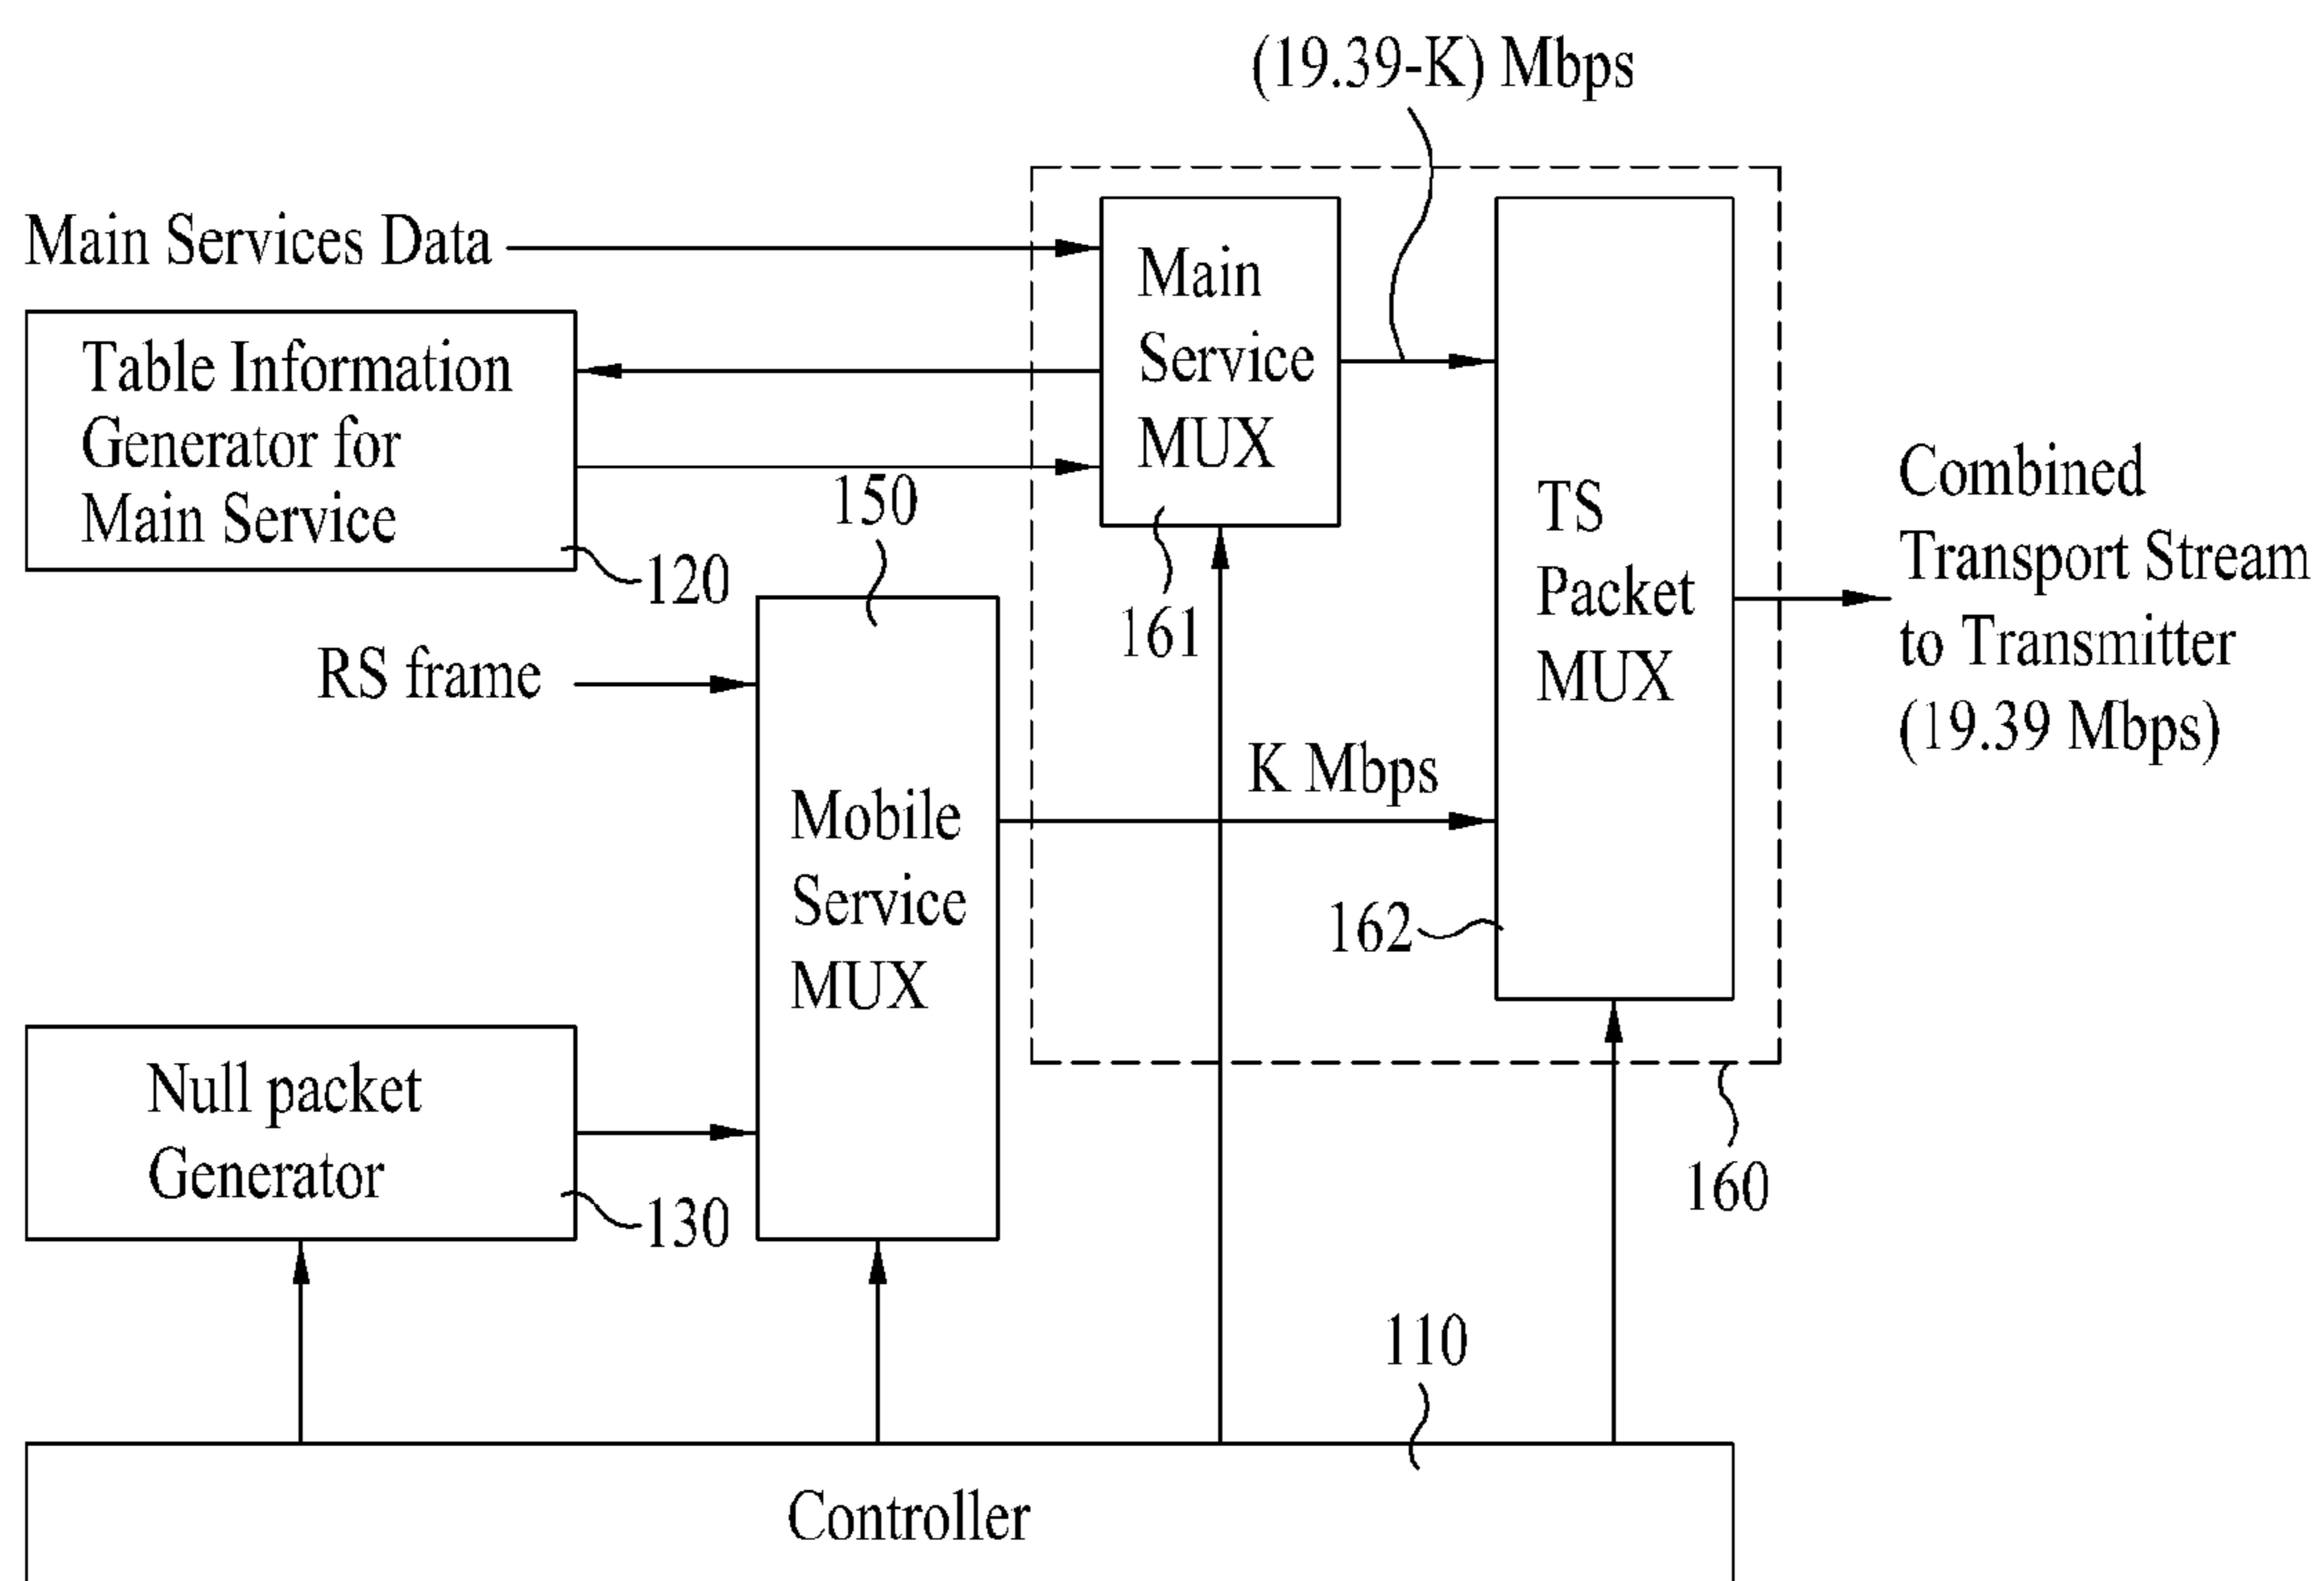 (19.39-K) Mbps
Main Services Data
Main
Service
MUX
Table Information
Generator for
Main Service
120
150
161
TS
Packet
MUX
162
Combined
Transport Stream
to Transmitter
(19.39 Mbps)
RS frame
K Mbps
Mobile
Service
MUX
Null packet
Generator
130
160
110
Controller